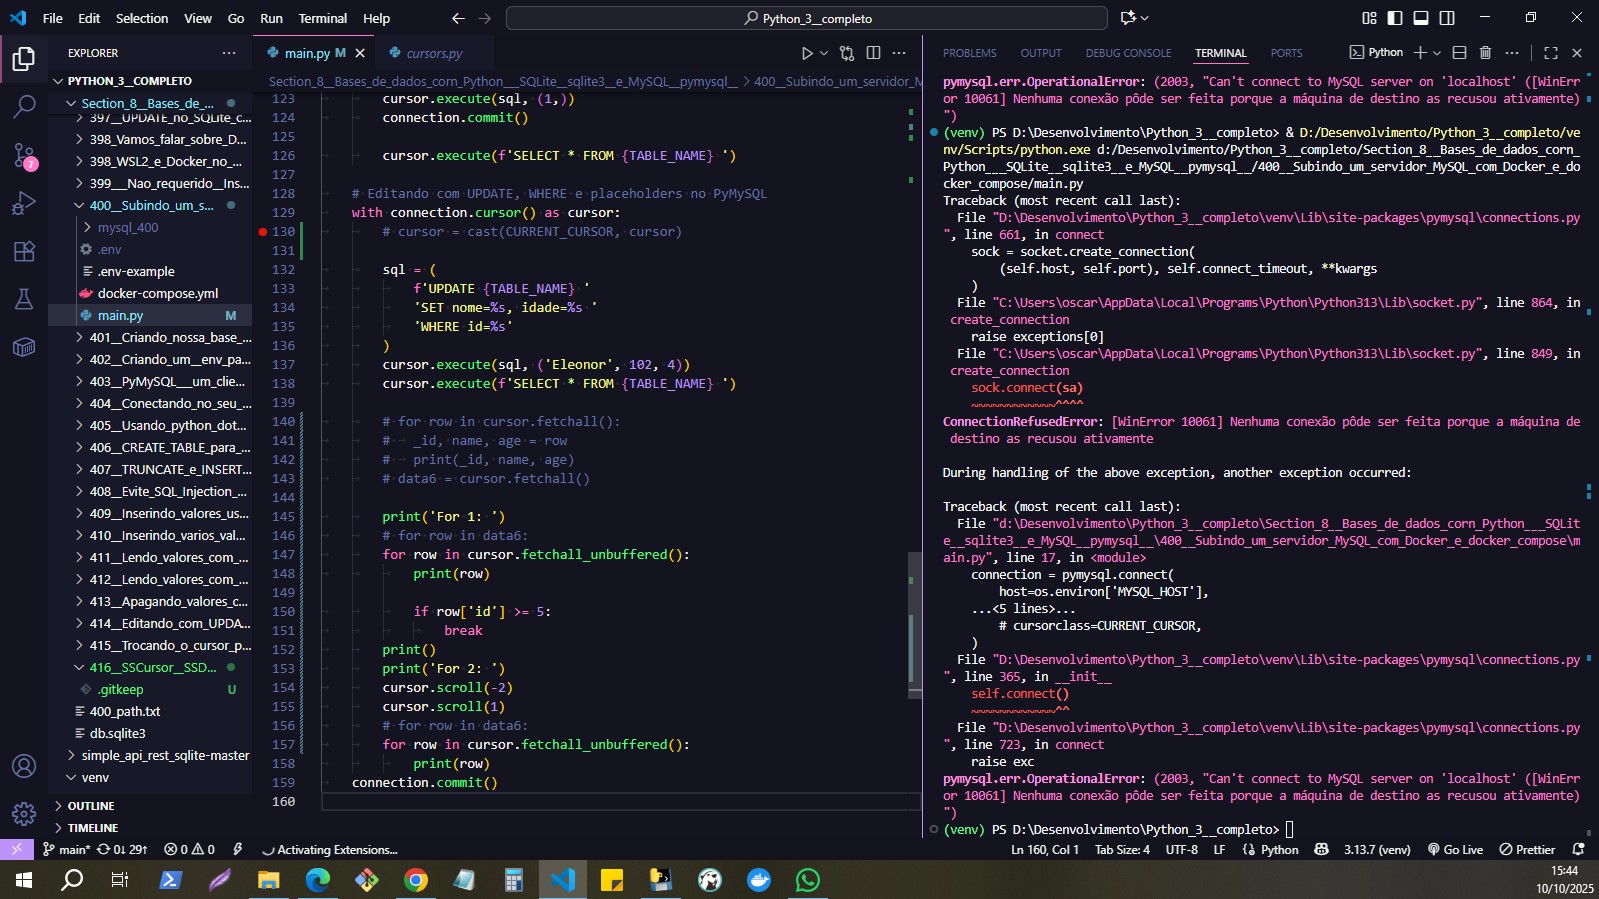 File Edit Selection View Go Run Terminal Help
Python_3__completo
EXPLORER
PYTHON_3__COMPLETO
Section_8__Bases_de_...
397__UPDATE_no_SQLite_c...
398_Vamos_falar_sobre_D...
398_WSL2_e_Docker_no_...
399___Nao_requerido__Ins...
400__Subindo_um_s...
mysql_400
.env
.env-example
docker-compose.yml
main.py M
401__Criando_nossa_base_...
402__Criando_um__env_pa...
403__PyMySQL___um_clie...
404__Conectando_no_seu_...
405__Usando_python_dot...
406__CREATE_TABLE_para_...
407__TRUNCATE_e_INSERT...
408__Evite_SQL_Injection_...
409__Inserindo_valores_us...
410__Inserindo_varios_val...
411__Lendo_valores_com_...
412__Lendo_valores_com_...
413__Apagando_valores_c...
414__Editando_com_UPDA...
415__Trocando_o_cursor_p...
416__SSCursor__SSD...
.gitkeep U
400_path.txt
db.sqlite3
simple_api_rest_sqlite-master
venv
OUTLINE
TIMELINE
7
main.py M
cursors.py
Section_8__Bases_de_dados_corn_Python___SQLite__sqlite3__e_MySQL__pymysql__ > 400__Subindo_um_servidor_M
123 cursor.execute(sql, (1,))
124 connection.commit()
125
126 cursor.execute(f'SELECT * FROM {TABLE_NAME} ')
127
128 # Editando com UPDATE, WHERE e placeholders no PyMySQL
129 with connection.cursor() as cursor:
130 # cursor = cast(CURRENT_CURSOR, cursor)
131
132 sql = (
133 f'UPDATE {TABLE_NAME} '
134 'SET nome=%s, idade=%s '
135 'WHERE id=%s'
136 )
137 cursor.execute(sql, ('Eleonor', 102, 4))
138 cursor.execute(f'SELECT * FROM {TABLE_NAME} ')
139
140 # for row in cursor.fetchall():
141 # _id, name, age = row
142 # print(_id, name, age)
143 # data6 = cursor.fetchall()
144
145 print('For 1: ')
146 # for row in data6:
147 for row in cursor.fetchall_unbuffered():
148 print(row)
149
150 if row['id'] >= 5:
151 break
152 print()
153 print('For 2: ')
154 cursor.scroll(-2)
155 cursor.scroll(1)
156 # for row in data6:
157 for row in cursor.fetchall_unbuffered():
158 print(row)
159 connection.commit()
160
PROBLEMS OUTPUT DEBUG CONSOLE TERMINAL PORTS
Python
pymysql.err.OperationalError: (2003, "Can't connect to MySQL server on 'localhost' ([WinErr
or 10061] Nenhuma conexão pôde ser feita porque a máquina de destino as recusou ativamente)
")
(venv) PS D:\Desenvolvimento\Python_3__completo> & D:/Desenvolvimento/Python_3__completo/ve
nv/Scripts/python.exe d:/Desenvolvimento/Python_3__completo/Section_8__Bases_de_dados_corn_
Python___SQLite__sqlite3__e_MySQL__pymysql__/400__Subindo_um_servidor_MySQL_com_Docker_e_do
cker_compose/main.py
Traceback (most recent call last):
File "D:\Desenvolvimento\Python_3__completo\venv\Lib\site-packages\pymysql\connections.py
", line 661, in connect
sock = socket.create_connection(
(self.host, self.port), self.connect_timeout, **kwargs
)
File "C:\Users\oscar\AppData\Local\Programs\Python\Python313\Lib\socket.py", line 864, in
create_connection
raise exceptions[0]
File "C:\Users\oscar\AppData\Local\Programs\Python\Python313\Lib\socket.py", line 849, in
create_connection
sock.connect(sa)
~~~~~~~~~~~~^^^^
ConnectionRefusedError: [WinError 10061] Nenhuma conexão pôde ser feita porque a máquina de
destino as recusou ativamente
During handling of the above exception, another exception occurred:
Traceback (most recent call last):
File "d:\Desenvolvimento\Python_3__completo\Section_8__Bases_de_dados_corn_Python___SQLit
e__sqlite3__e_MySQL__pymysql__\400__Subindo_um_servidor_MySQL_com_Docker_e_docker_compose\m
ain.py", line 17, in <module>
connection = pymysql.connect(
host=os.environ['MYSQL_HOST'],
...<5 lines>...
# cursorclass=CURRENT_CURSOR,
)
File "D:\Desenvolvimento\Python_3__completo\venv\Lib\site-packages\pymysql\connections.py
", line 365, in __init__
self.connect()
~~~~~~~~~~~~^^
File "D:\Desenvolvimento\Python_3__completo\venv\Lib\site-packages\pymysql\connections.py
", line 723, in connect
raise exc
pymysql.err.OperationalError: (2003, "Can't connect to MySQL server on 'localhost' ([WinErr
or 10061] Nenhuma conexão pôde ser feita porque a máquina de destino as recusou ativamente)
")
(venv) PS D:\Desenvolvimento\Python_3__completo>
main* 0↓ 29↑ 0 0 Activating Extensions... Ln 160, Col 1 Tab Size: 4 UTF-8 LF Python 3.13.7 (venv) Go Live Prettier
15:44
10/10/2025